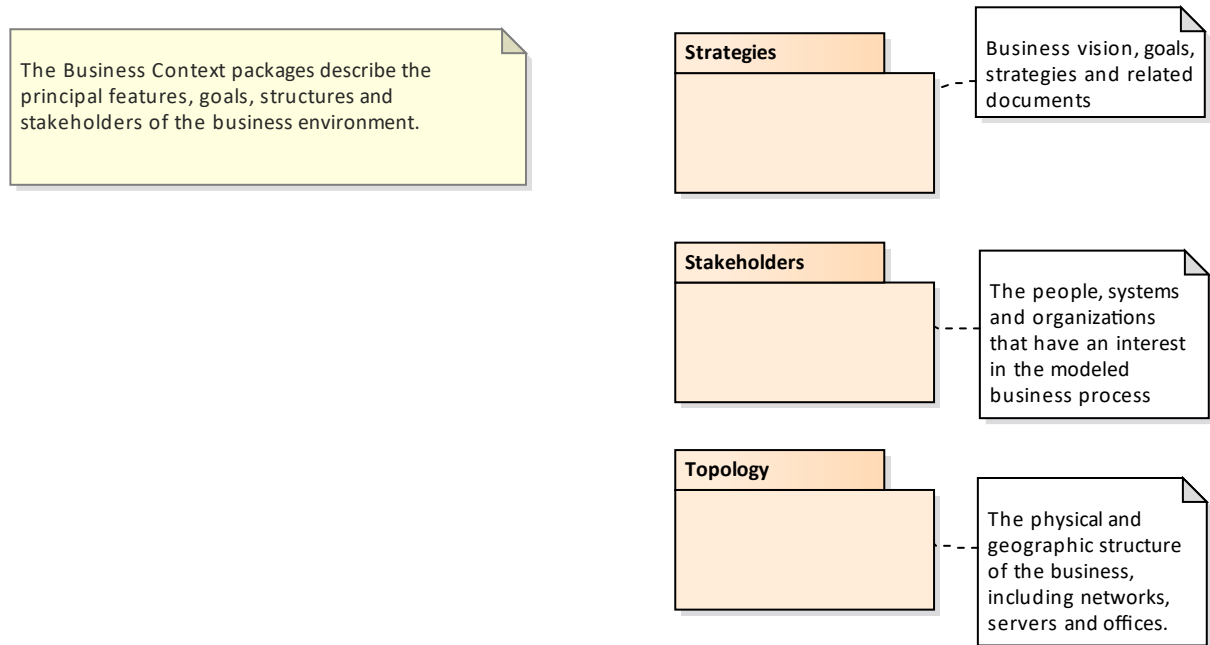 The Business Context packages describe the
principal features, goals, structures and
stakeholders of the business environment.
Strategies
Business vision, goals,
strategies and related
documents
Stakeholders
The people, systems
and organizations
that have an interest
in the modeled
business process
Topology
The physical and
geographic structure
of the business,
including networks,
servers and offices.